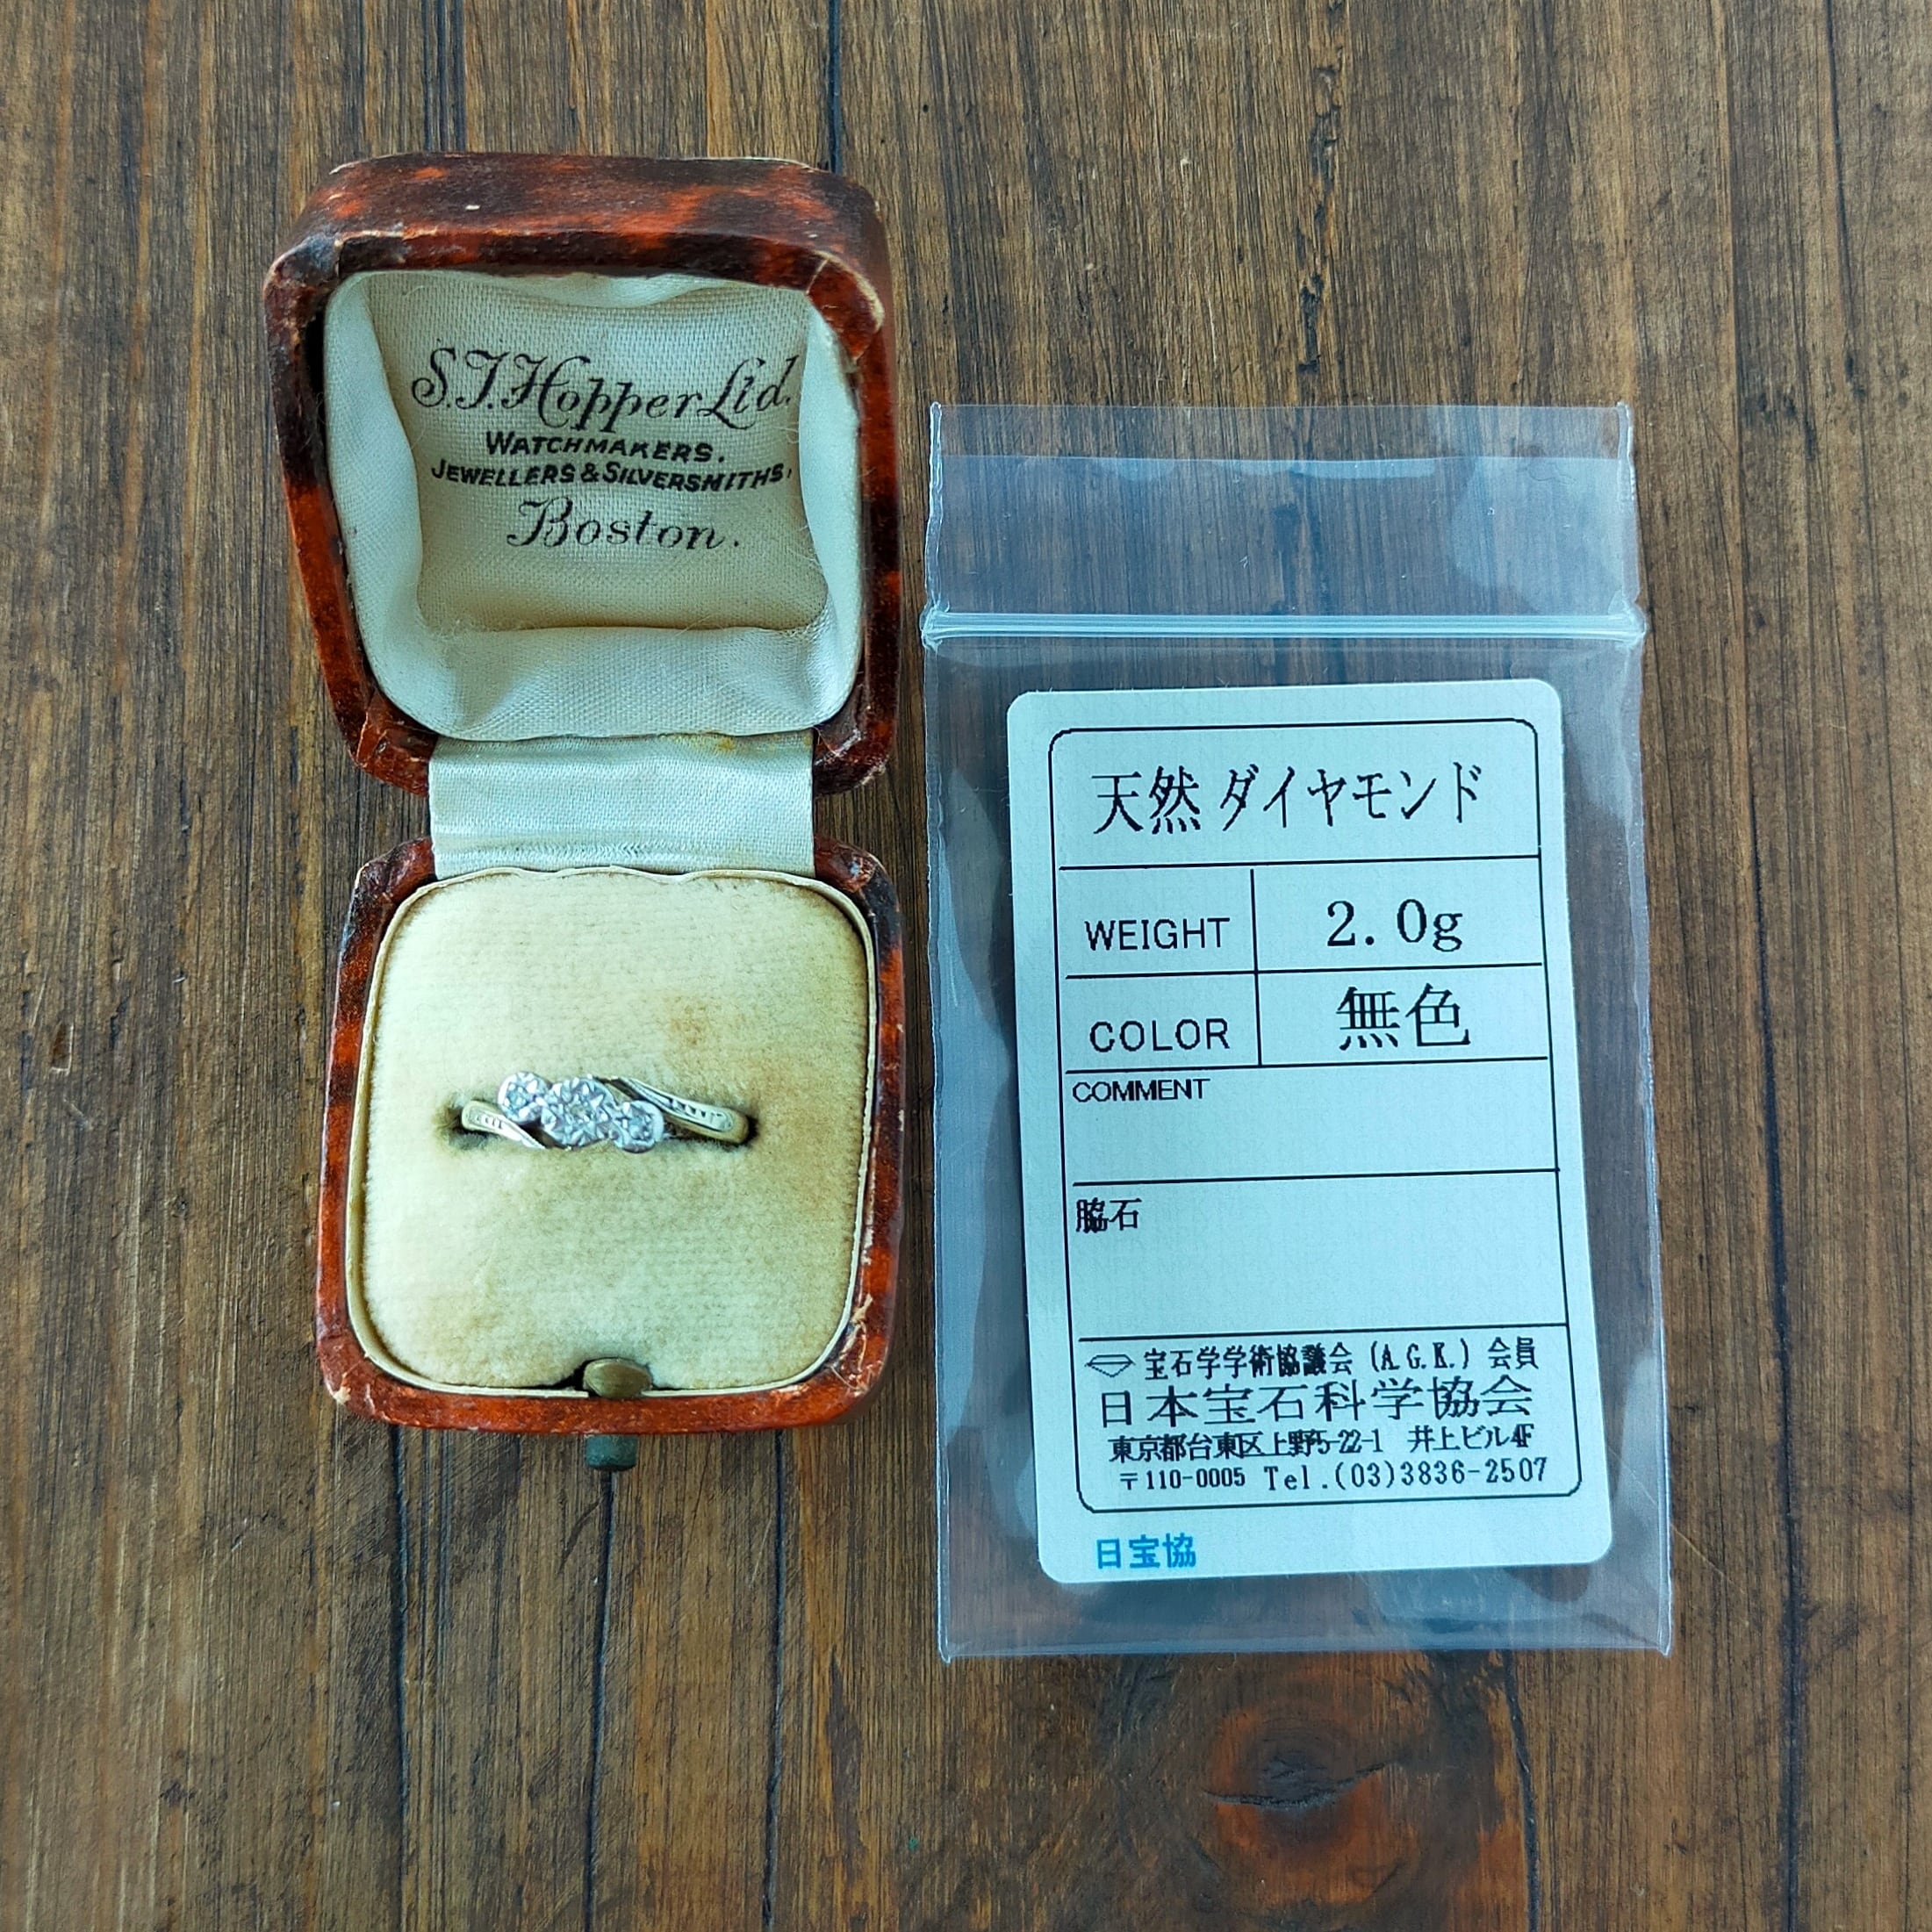 S.J.Hopper Ltd.
WATCHMAKERS.
JEWELLERS & SILVERSMITHS,
Boston.
天然 ダイヤモンド
WEIGHT 2.0g
COLOR 無色
COMMENT
脇石
宝石学学術協議会 (A.G.K.) 会員
日本宝石科学協会
東京都台東区上野5-22-1 井上ビル4F
〒110-0005 Tel.(03)3836-2507
日宝協